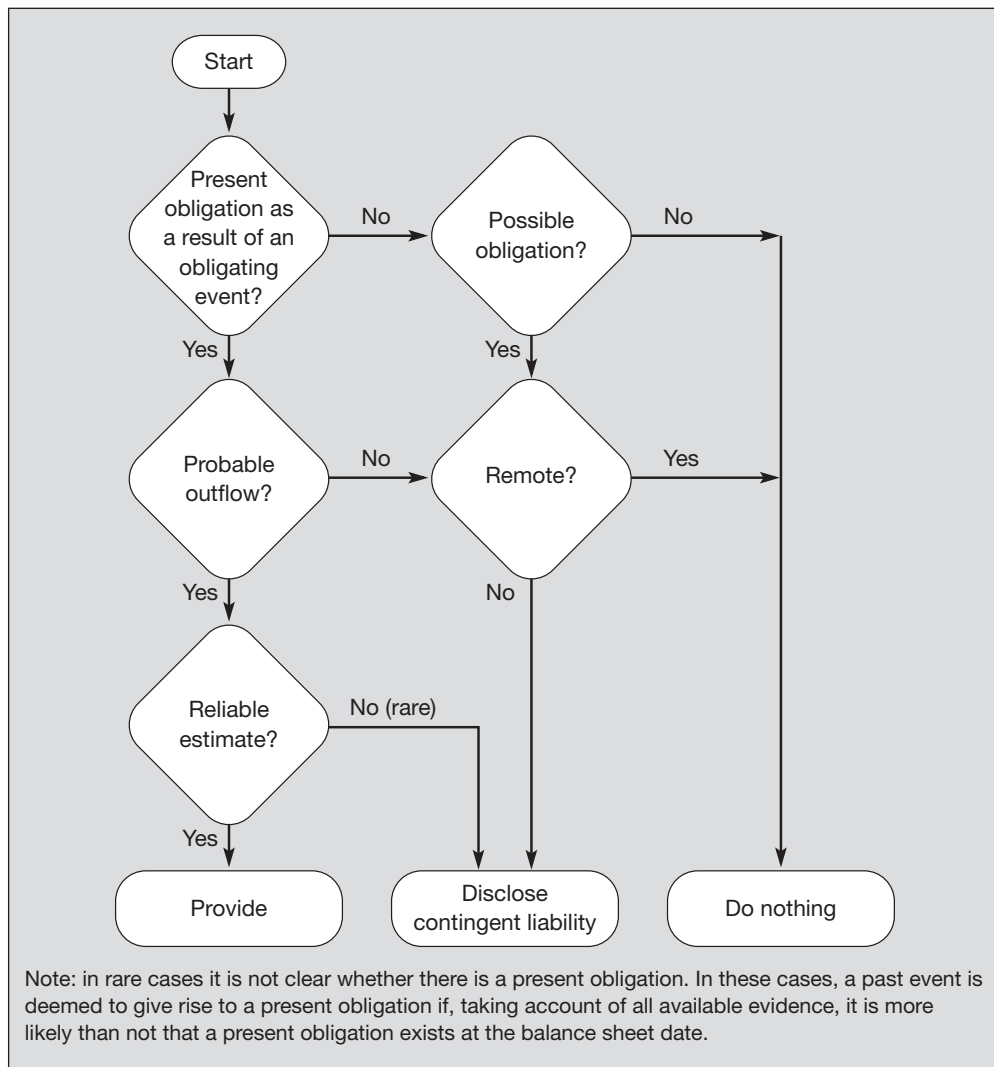 Start
Present
obligation as
a result of an
obligating
event?
No
Possible
obligation?
No
Yes
Yes
Probable
outflow?
No
Remote?
Yes
Yes
No
Reliable
estimate?
No (rare)
Yes
Provide
Disclose
contingent liability
Do nothing
Note: in rare cases it is not clear whether there is a present obligation. In these cases, a past event is
deemed to give rise to a present obligation if, taking account of all available evidence, it is more
likely than not that a present obligation exists at the balance sheet date.